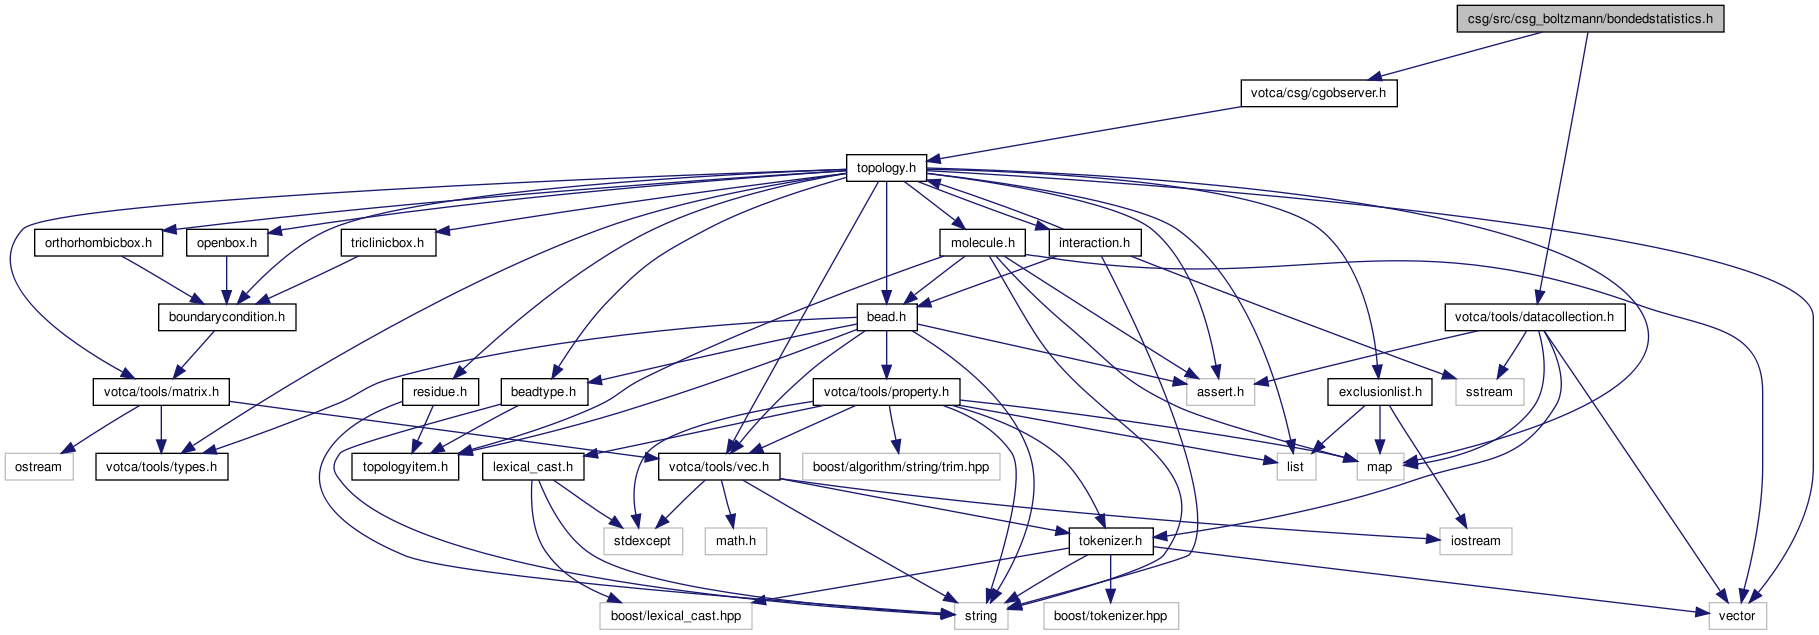 csg/src/csg_boltzmann/bondedstatistics.h
votca/csg/cgobserver.h
topology.h
orthorhombicbox.h
openbox.h
triclinicbox.h
molecule.h
interaction.h
boundarycondition.h
bead.h
votca/tools/datacollection.h
votca/tools/matrix.h
residue.h
beadtype.h
votca/tools/property.h
assert.h
exclusionlist.h
sstream
ostream
votca/tools/types.h
topologyitem.h
lexical_cast.h
votca/tools/vec.h
boost/algorithm/string/trim.hpp
list
map
stdexcept
math.h
tokenizer.h
iostream
boost/lexical_cast.hpp
string
boost/tokenizer.hpp
vector